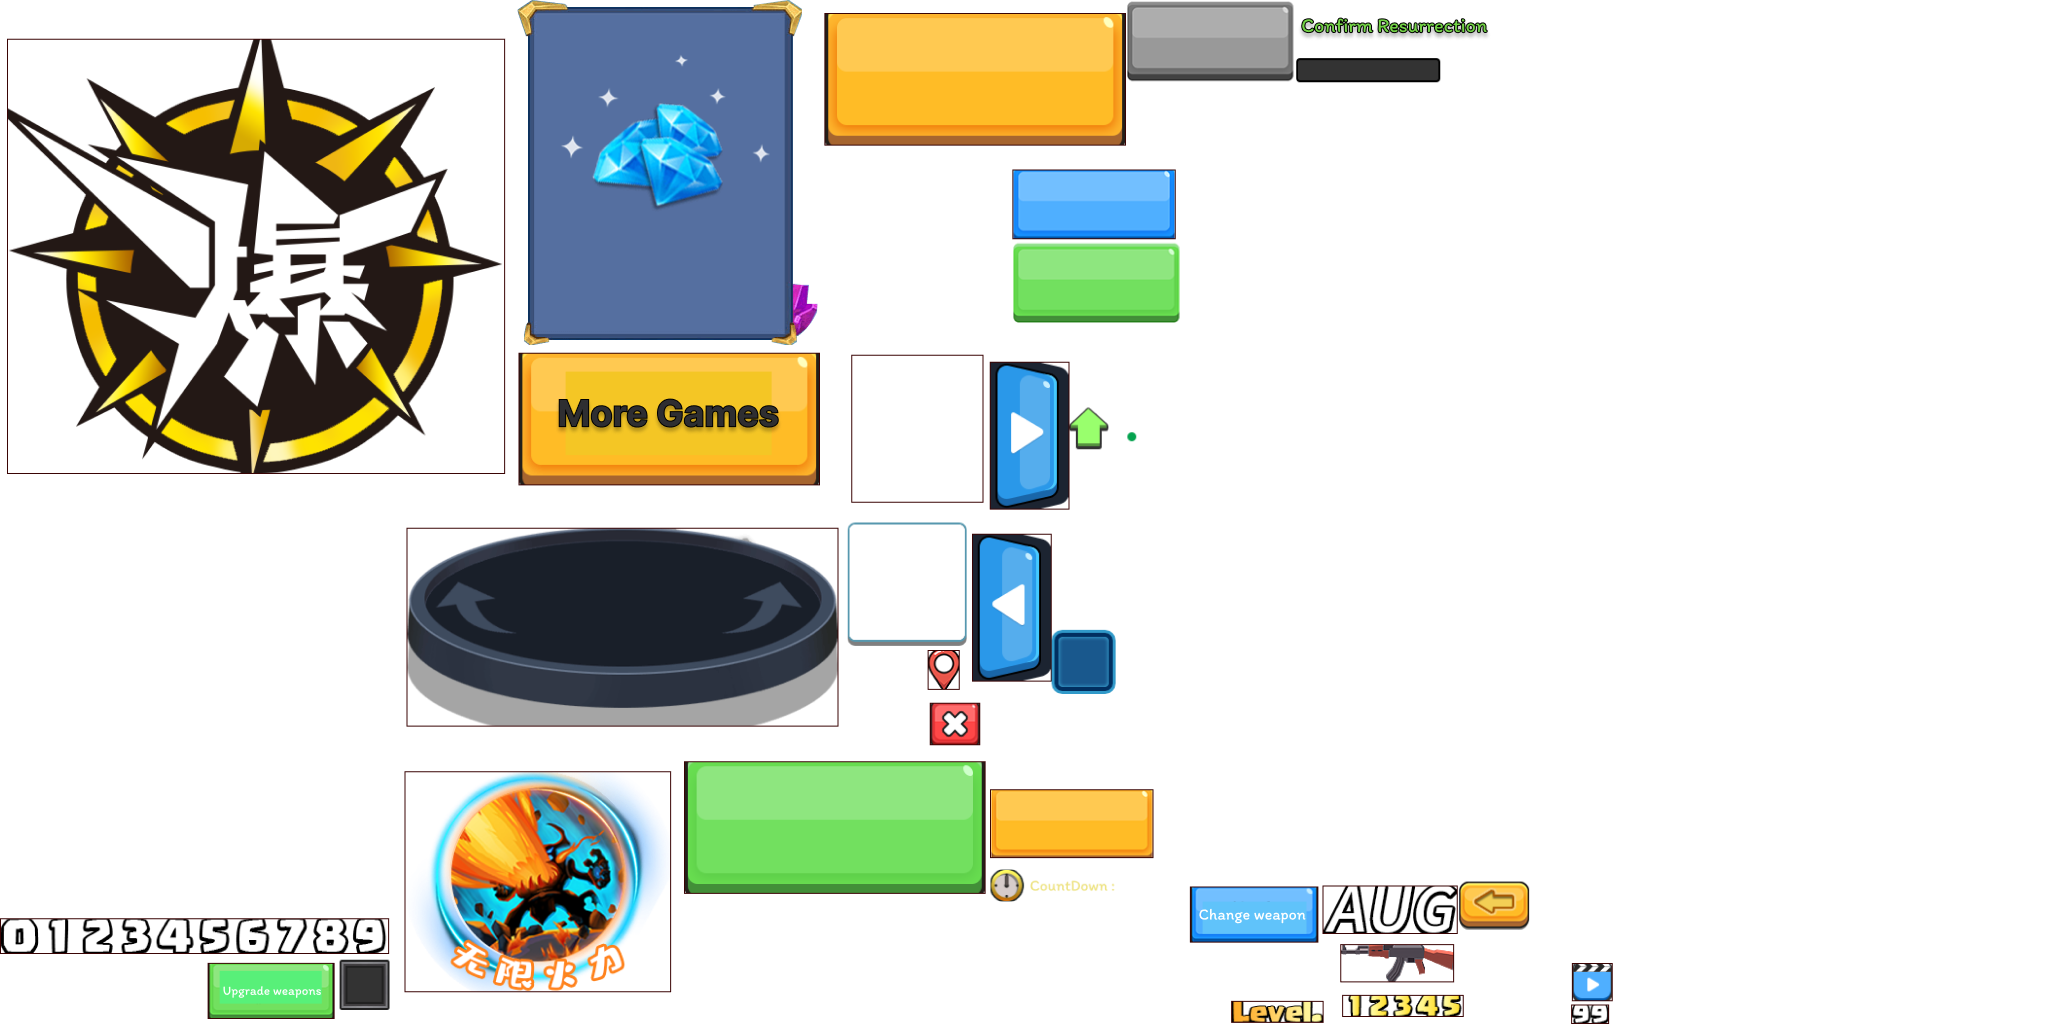 Confirm Resurrection
爆
More Games
CountDown :
0123456789
Upgrade weapons
无限火力
Change weapon
AUG
Level.
12345
99